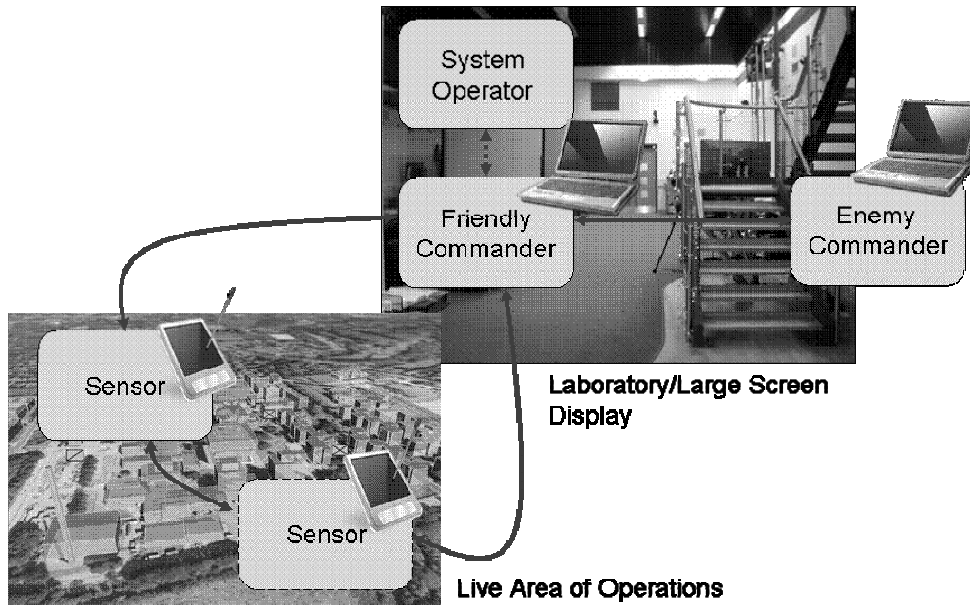 System
Operator
Friendly
Commander
Enemy
Commander
Sensor
Laboratory/Large Screen
Display
Sensor
Live Area of Operations